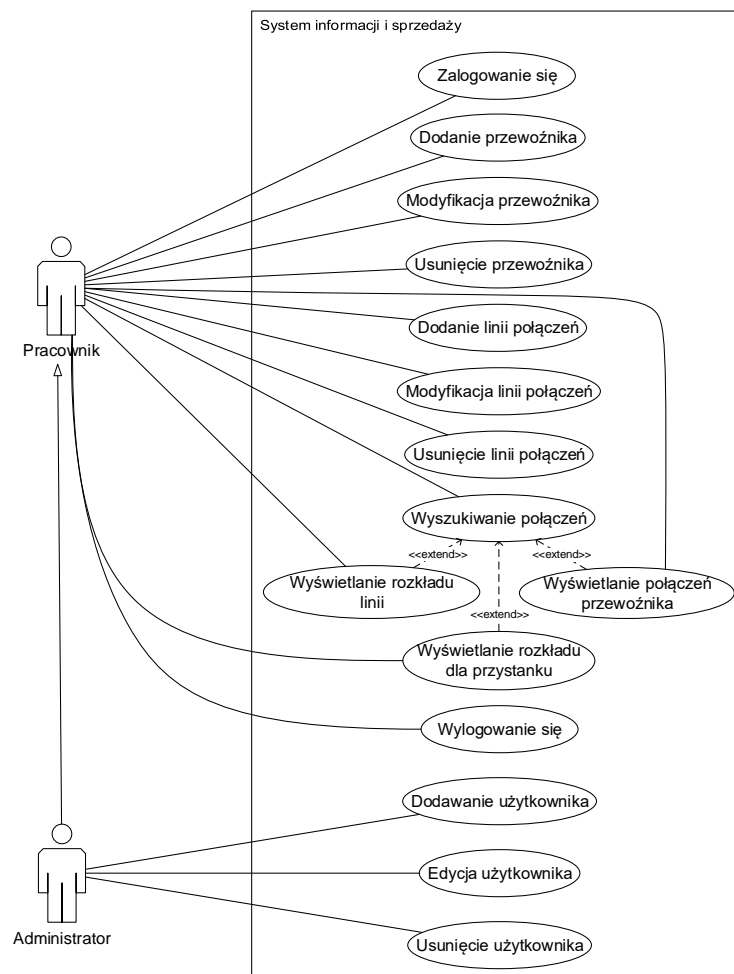 System informacji i sprzedaży
Zalogowanie się
Dodanie przewoźnika
Modyfikacja przewoźnika
Usunięcie przewoźnika
Dodanie linii połączeń
Pracownik
Modyfikacja linii połączeń
Usunięcie linii połączeń
Wyszukiwanie połączeń
<<extend>>
<<extend>>
Wyświetlanie rozkładu
linii
Wyświetlanie połączeń
przewoźnika
<<extend>>
Wyświetlanie rozkładu
dla przystanku
Wylogowanie się
Dodawanie użytkownika
Edycja użytkownika
Administrator
Usunięcie użytkownika